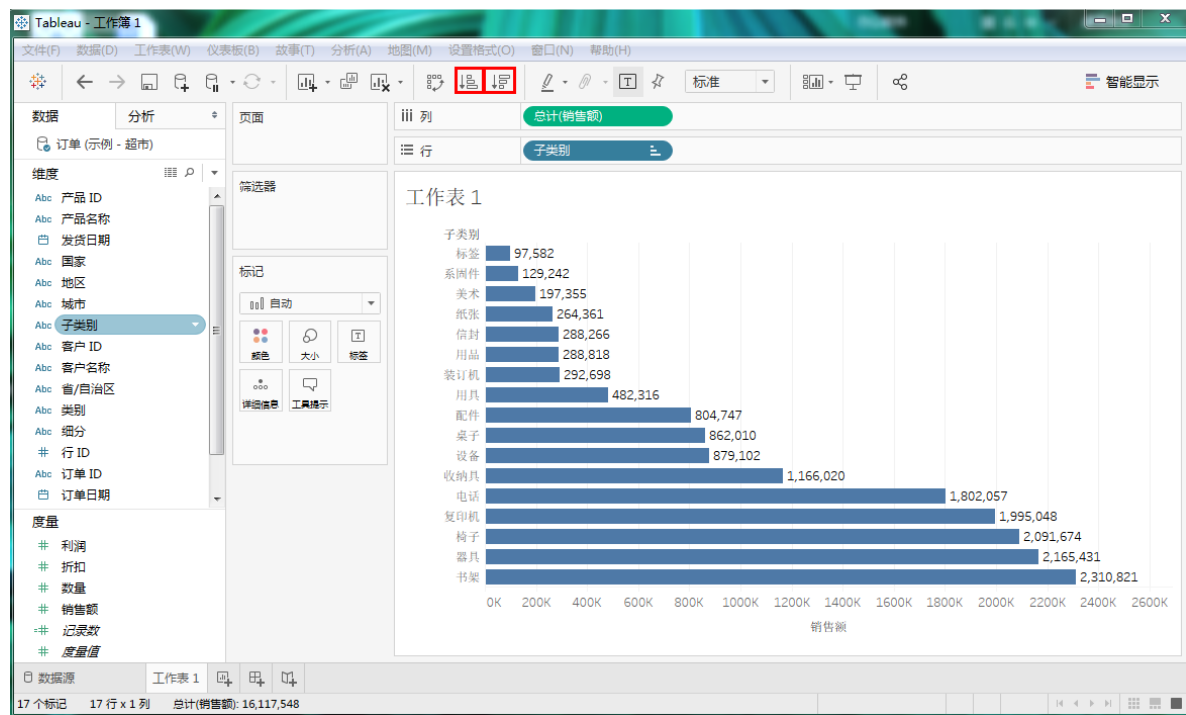 Tableau - 工作簿 1
文件(F) 数据(D) 工作表(W) 仪表板(B) 故事(T) 分析(A) 地图(M) 设置格式(O) 窗口(N) 帮助(H)
标准 智能显示
数据 分析
订单 (示例 - 超市)
维度
Abc 产品 ID
Abc 产品名称
发货日期
Abc 国家
Abc 地区
Abc 城市
Abc 子类别
Abc 客户 ID
Abc 客户名称
Abc 省/自治区
Abc 类别
Abc 细分
# 行 ID
Abc 订单 ID
订单日期
度量
# 利润
# 折扣
# 数量
# 销售额
=# 记录数
# 度量值
页面
筛选器
标记
自动
颜色 大小 标签
详细信息 工具提示
列 总计(销售额)
行 子类别
工作表 1
子类别
标签 97,582
系固件 129,242
美术 197,355
纸张 264,361
信封 288,266
用品 288,818
装订机 292,698
用具 482,316
配件 804,747
桌子 862,010
设备 879,102
收纳具 1,166,020
电话 1,802,057
复印机 1,995,048
椅子 2,091,674
器具 2,165,431
书架 2,310,821
0K 200K 400K 600K 800K 1000K 1200K 1400K 1600K 1800K 2000K 2200K 2400K 2600K
销售额
数据源 工作表 1
17 个标记 17 行 x 1 列 总计(销售额): 16,117,548